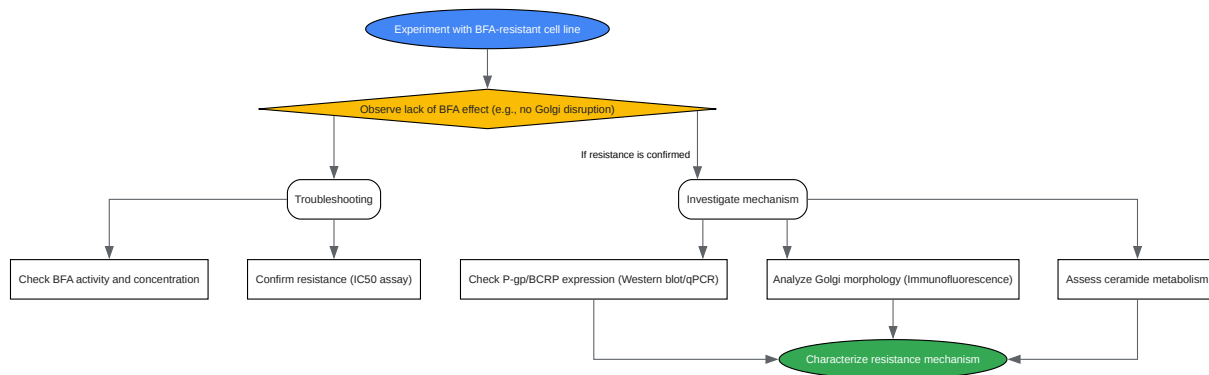 Experiment with BFA-resistant cell line
Observe lack of BFA effect (e.g., no Golgi disruption)
If resistance is confirmed
Troubleshooting
Investigate mechanism
Check BFA activity and concentration
Confirm resistance (IC50 assay)
Check P-gp/BCRP expression (Western blot/qPCR)
Analyze Golgi morphology (Immunofluorescence)
Assess ceramide metabolism
Characterize resistance mechanism